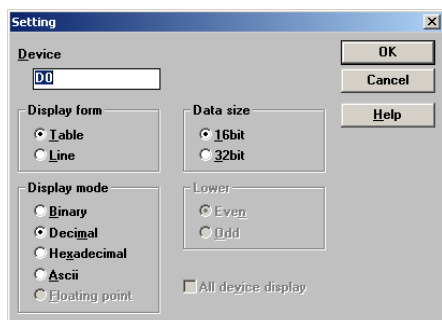 Setting
Device
D0
OK
Cancel
Help
Display form
Table
Line
Data size
16bit
32bit
Display mode
Binary
Decimal
Hexadecimal
Ascii
Floating point
Lower
Even
Odd
All device display